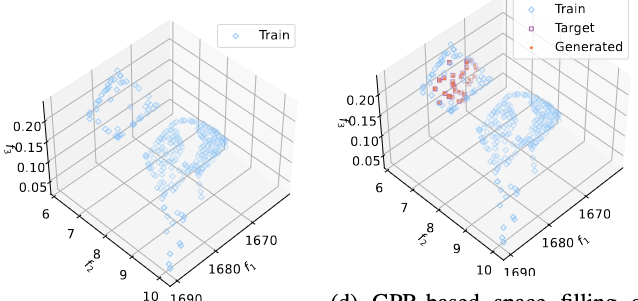 Train
0.20
0.15
0.10
0.05
f3
6
7
8
9
10
f2
1690
1680
1670
f1
Train
Target
Generated
0.20
0.15
0.10
0.05
f3
6
7
8
9
10
f2
1690
1680
1670
f1
(d) GPR-based space filling